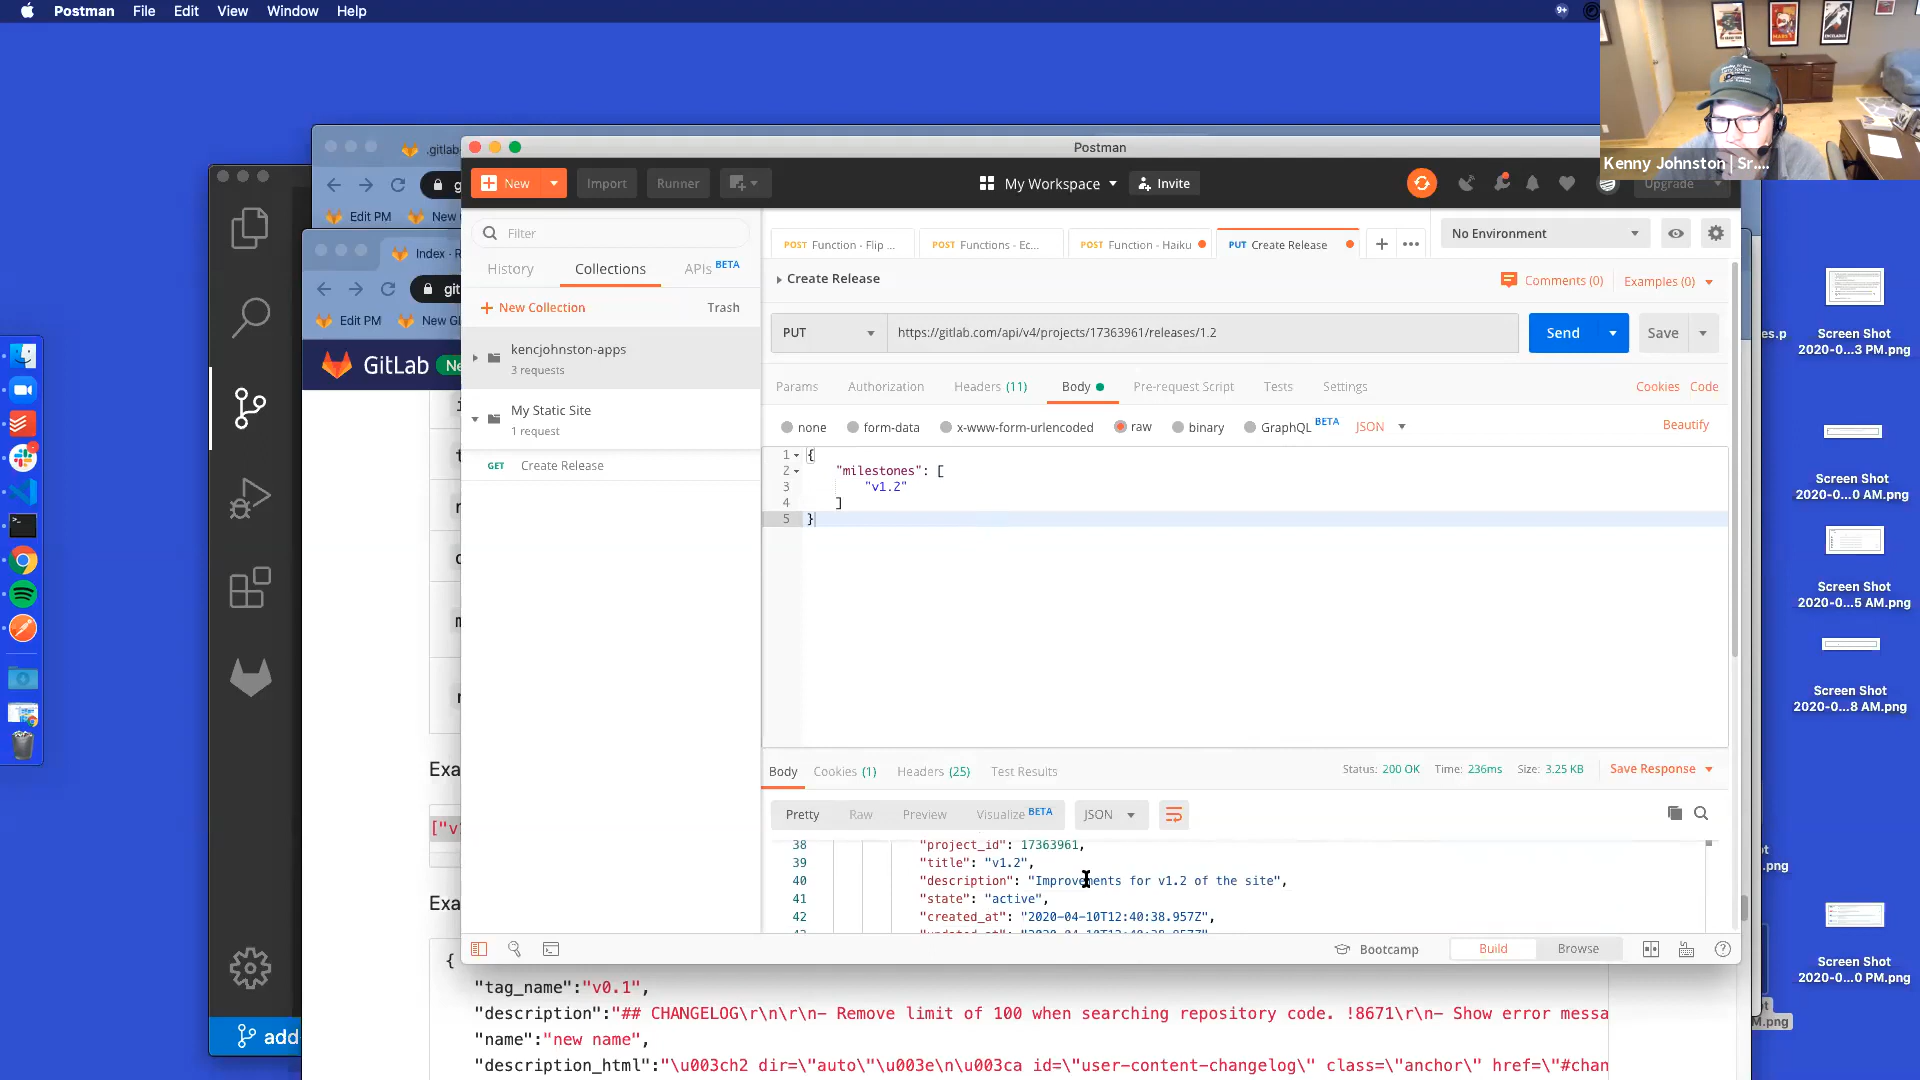 Postman File Edit View Window Help
9+
Kenny Johnston | Sr....
.gitlab-
g
Edit PM New
Index - R
git
Edit PM New GL
GitLab Ne
Postman
New Import Runner My Workspace Invite Upgrade
Filter
History Collections APIs BETA
New Collection Trash
kencjohnston-apps
3 requests
My Static Site
1 request
GET Create Release
POST Function - Flip ... POST Functions - Ec... POST Function - Haiku PUT Create Release
No Environment
Create Release Comments (0) Examples (0)
PUT https://gitlab.com/api/v4/projects/17363961/releases/1.2 Send Save
Params Authorization Headers (11) Body Pre-request Script Tests Settings Cookies Code
none form-data x-www-form-urlencoded raw binary GraphQL BETA JSON Beautify
1 {
2 "milestones": [
3 "v1.2"
4 ]
5 }
Body Cookies (1) Headers (25) Test Results Status: 200 OK Time: 236ms Size: 3.25 KB Save Response
Pretty Raw Preview Visualize BETA JSON
38 "project_id": 17363961,
39 "title": "v1.2",
40 "description": "Improvements for v1.2 of the site",
41 "state": "active",
42 "created_at": "2020-04-10T12:40:38.957Z",
Bootcamp Build Browse
Exa
["v
Exa
{
"tag_name":"v0.1",
"description":"## CHANGELOG\r\n\r\n- Remove limit of 100 when searching repository code. !8671\r\n- Show error messa
"name":"new name",
"description_html":"\u003ch2 dir=\"auto\"\u003e\n\u003ca id=\"user-content-changelog\" class=\"anchor\" href=\"#chan
add
es.p
Screen Shot
2020-0...3 PM.png
Screen Shot
2020-0...0 AM.png
Screen Shot
2020-0...5 AM.png
Screen Shot
2020-0...8 AM.png
.png
Screen Shot
2020-0...0 PM.png
M.png